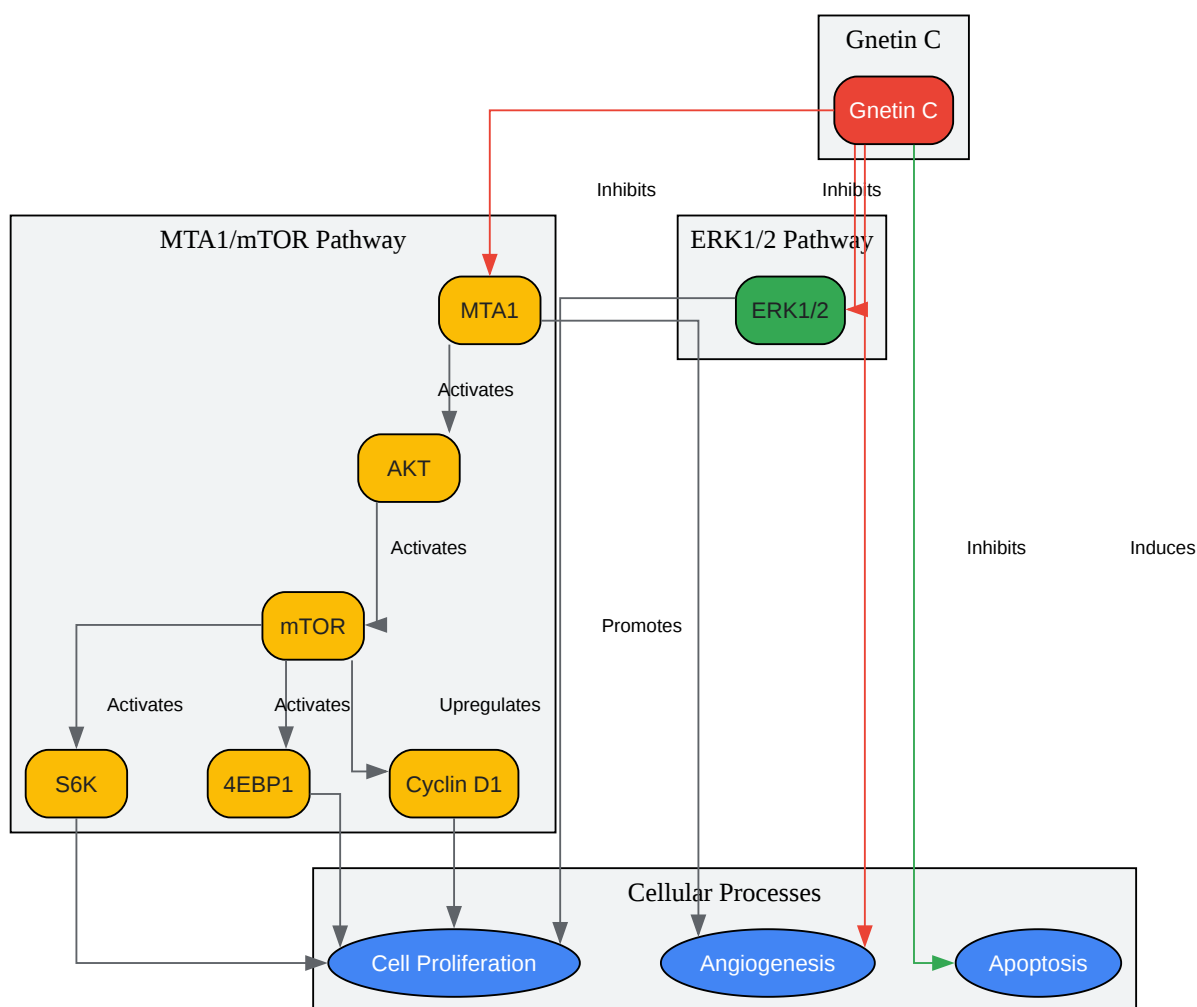 Gnetin C
Gnetin C
Inhibits
Inhibits
MTA1/mTOR Pathway
ERK1/2 Pathway
MTA1
ERK1/2
Activates
AKT
Activates
Inhibits
Induces
mTOR
Promotes
Activates
Activates
Upregulates
S6K
4EBP1
Cyclin D1
Cellular Processes
Cell Proliferation
Angiogenesis
Apoptosis